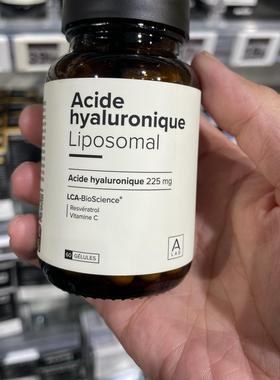 Acide
hyaluronique
Liposomal
Acide hyaluronique 225 mg
LCA-BioScience®
Resvératrol
Vitamine C
60 GÉLULES
A
LAB